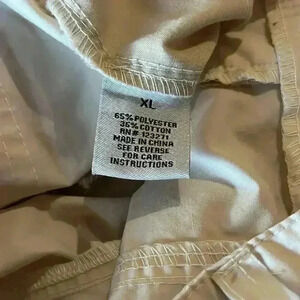 XL
65% POLYESTER
35% COTTON
RN# 123271
MADE IN CHINA
SEE REVERSE
FOR CARE
INSTRUCTIONS